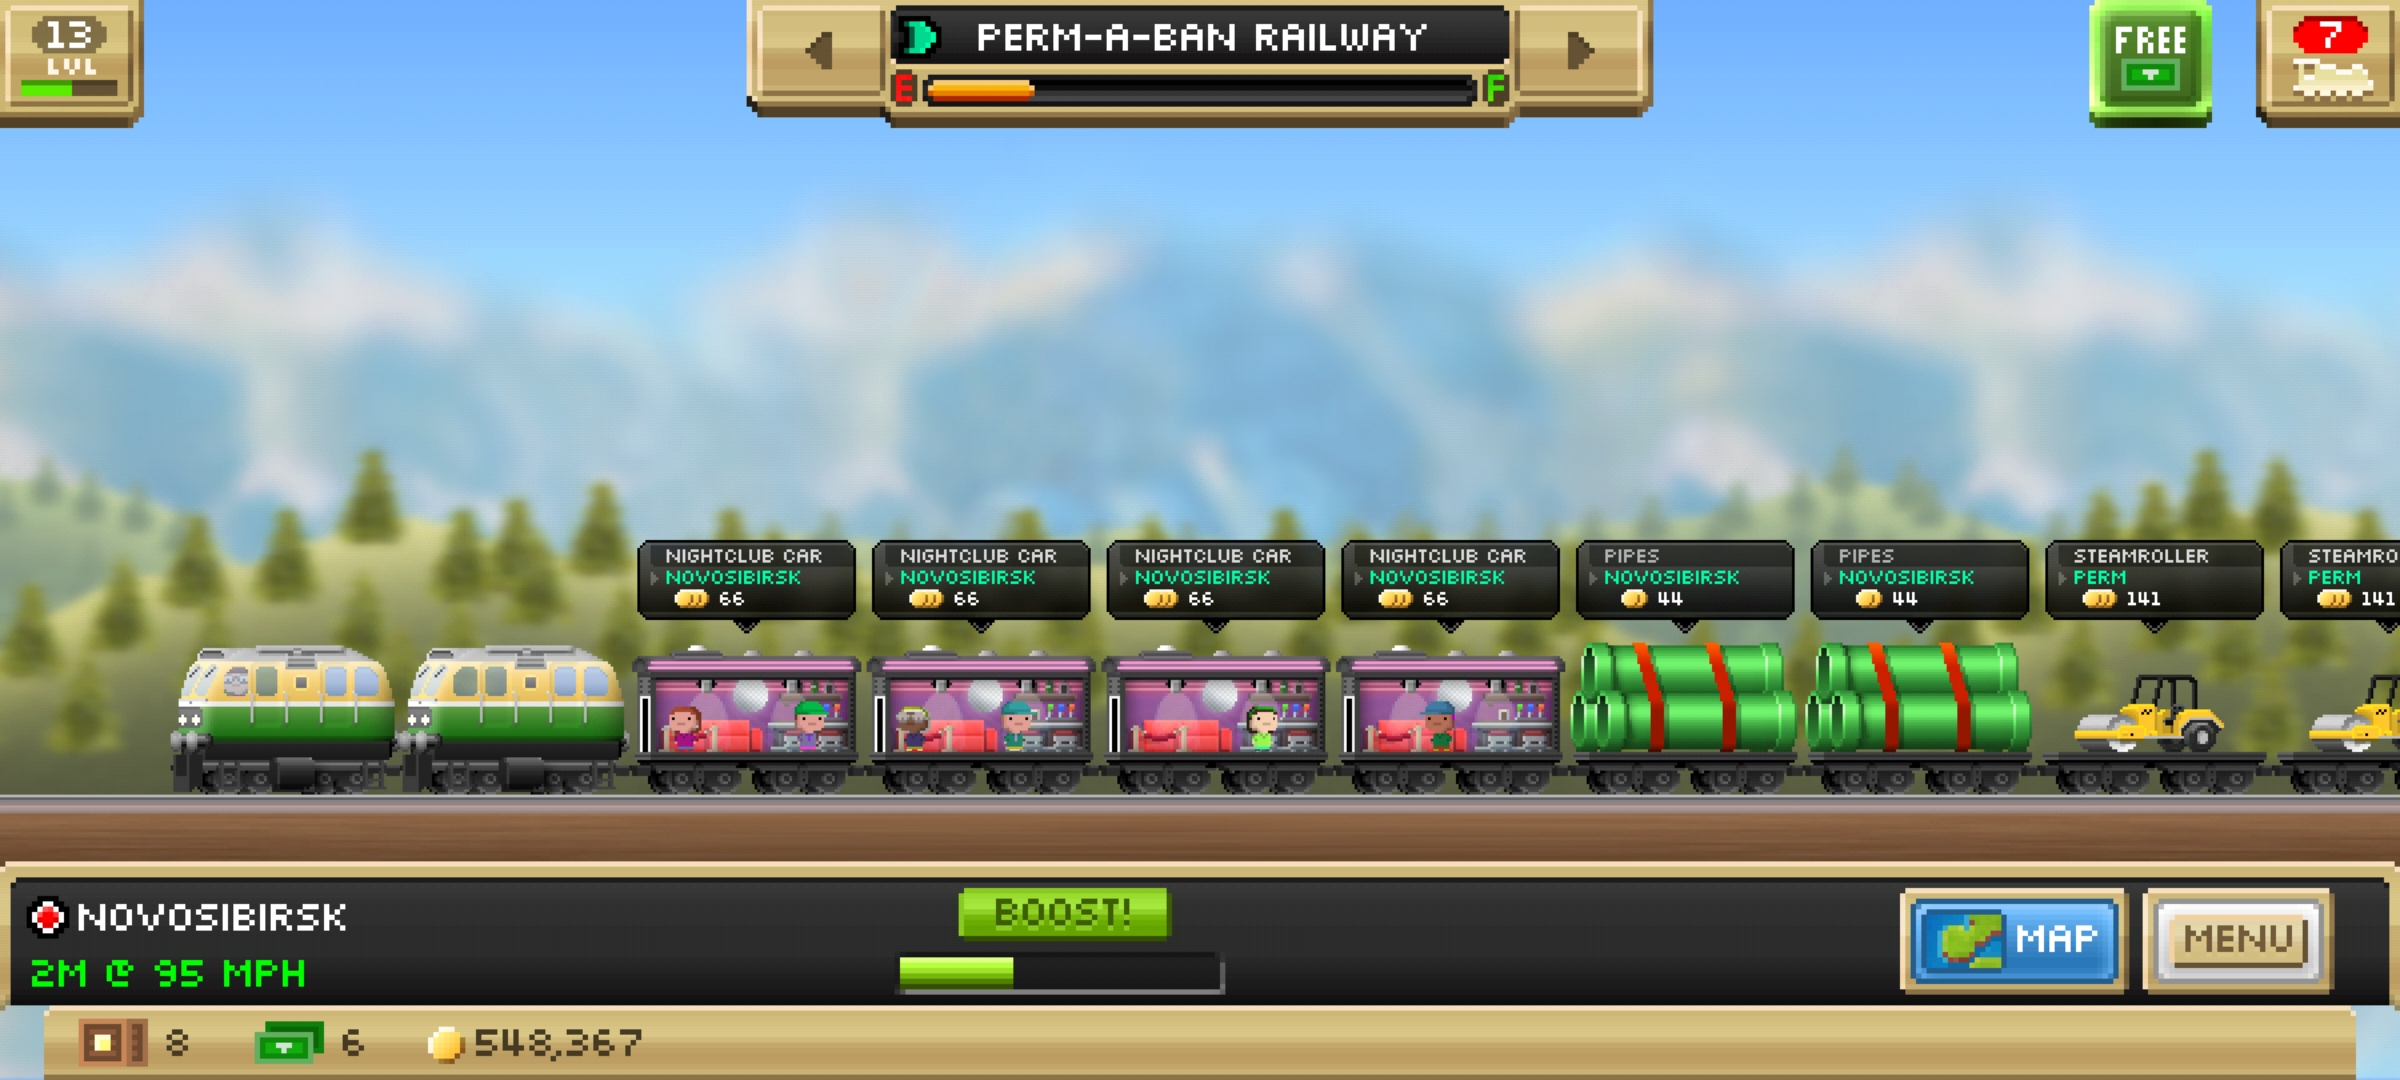 13
LVL
PERM-A-BAN RAILWAY
E F
FREE
7
NIGHTCLUB CAR
NOVOSIBIRSK
66
NIGHTCLUB CAR
NOVOSIBIRSK
66
NIGHTCLUB CAR
NOVOSIBIRSK
66
NIGHTCLUB CAR
NOVOSIBIRSK
66
PIPES
NOVOSIBIRSK
44
PIPES
NOVOSIBIRSK
44
STEAMROLLER
PERM
141
STEAMRO
PERM
141
NOVOSIBIRSK
2M @ 95 MPH
BOOST!
MAP
MENU
8
6
548,367